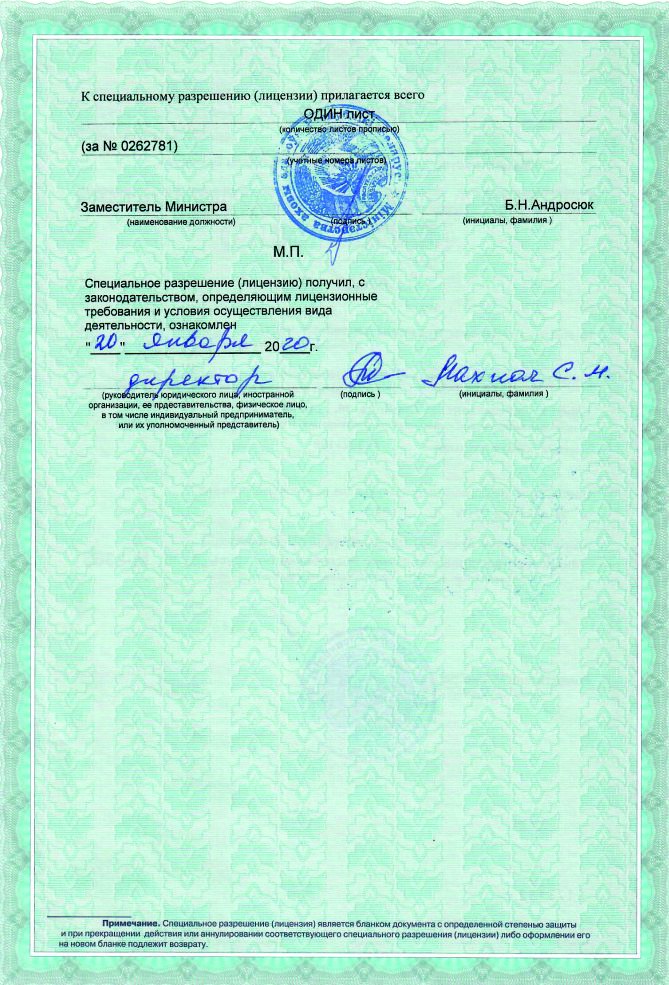 К специальному разрешению (лицензии) прилагается всего
ОДИН лист
(количество листов прописью)
(за № 0262781)
(учетные номера листов)
Заместитель Министра Б.Н.Андросюк
(наименование должности) (подпись ) (инициалы, фамилия )
М.П.
Специальное разрешение (лицензию) получил, с
законодательством, определяющим лицензионные
требования и условия осуществления вида
деятельности, ознакомлен
"20" января 2020г.
директор С. М.
(руководитель юридического лица, иностранной (подпись ) (инициалы, фамилия )
организации, ее прдеставительства, физическое лицо,
в том числе индивидуальный предприниматель,
или их уполномоченный представитель)
Примечание. Специальное разрешение (лицензия) является бланком документа с определенной степенью защиты
и при прекращении действия или аннулировании соответствующего специального разрешения (лицензии) либо оформлении его
на новом бланке подлежит возврату.